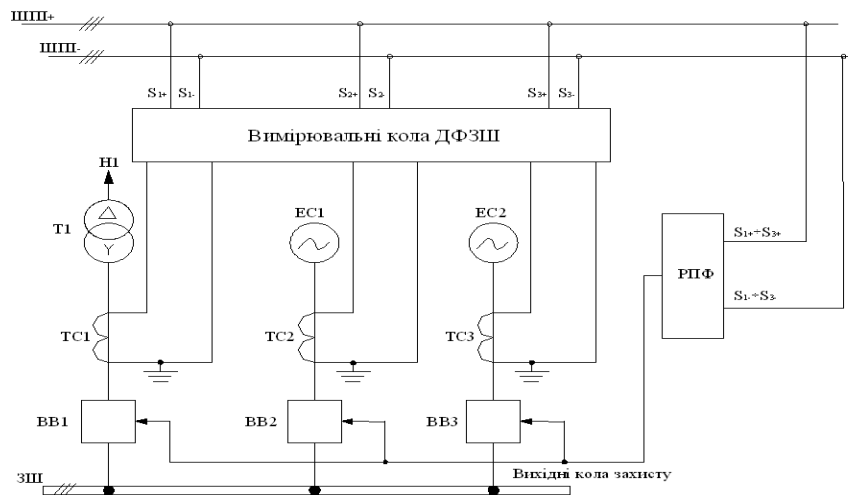 ШПП+
ШПП-
S1+ S1-
S2+ S2-
S3+ S3-
Вимірювальні кола ДФЗШ
Н1
Т1
ЕС1
ЕС2
РПФ
S1+÷S3+
S1-÷S3-
ТС1
ТС2
ТС3
ВВ1
ВВ2
ВВ3
Вихідні кола захисту
ЗШ